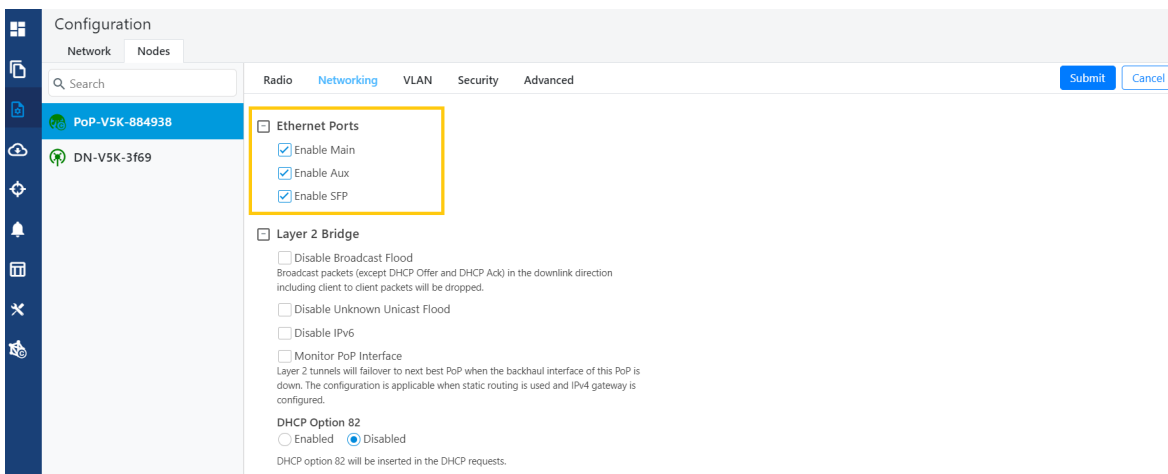 Configuration
Network Nodes
Search
Radio Networking VLAN Security Advanced
Submit Cancel
PoP-V5K-884938
DN-V5K-3f69
Ethernet Ports
Enable Main
Enable Aux
Enable SFP
Layer 2 Bridge
Disable Broadcast Flood
Broadcast packets (except DHCP Offer and DHCP Ack) in the downlink direction
including client to client packets will be dropped.
Disable Unknown Unicast Flood
Disable IPv6
Monitor PoP Interface
Layer 2 tunnels will failover to next best PoP when the backhaul interface of this PoP is
down. The configuration is applicable when static routing is used and IPv4 gateway is
configured.
DHCP Option 82
Enabled Disabled
DHCP option 82 will be inserted in the DHCP requests.